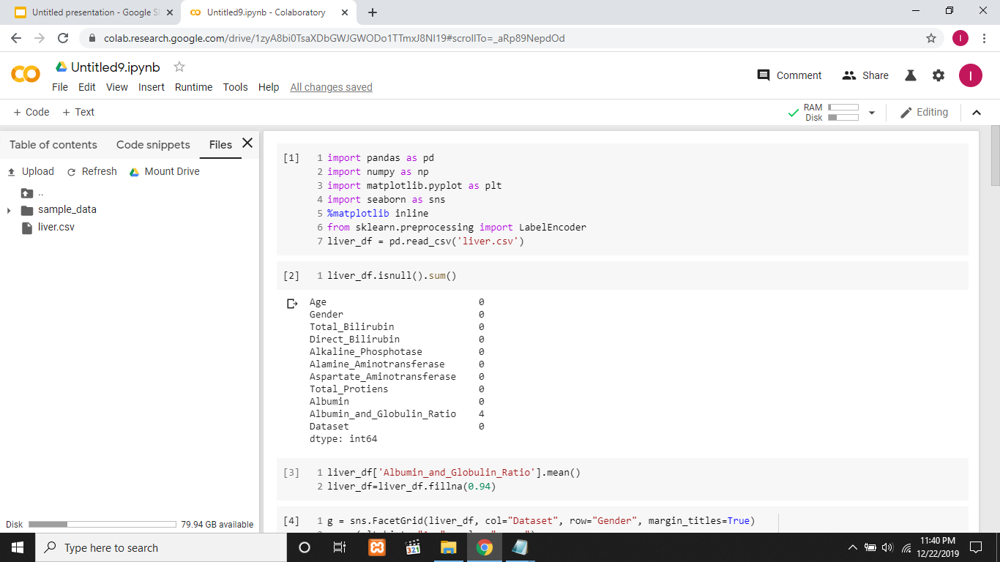 Untitled presentation - Google Sl
Untitled9.ipynb - Colaboratory
colab.research.google.com/drive/1zyA8bi0TsaXDbGWJGWODo1TTmxJ8NI19#scrollTo=_aRp89NepdOd
I
Untitled9.ipynb
Comment
Share
I
File Edit View Insert Runtime Tools Help All changes saved
+ Code + Text
RAM
Disk
Editing
Table of contents Code snippets Files
Upload Refresh Mount Drive
..
sample_data
liver.csv
[1] 1 import pandas as pd
2 import numpy as np
3 import matplotlib.pyplot as plt
4 import seaborn as sns
5 %matplotlib inline
6 from sklearn.preprocessing import LabelEncoder
7 liver_df = pd.read_csv('liver.csv')
[2] 1 liver_df.isnull().sum()
Age 0
Gender 0
Total_Bilirubin 0
Direct_Bilirubin 0
Alkaline_Phosphotase 0
Alamine_Aminotransferase 0
Aspartate_Aminotransferase 0
Total_Protiens 0
Albumin 0
Albumin_and_Globulin_Ratio 4
Dataset 0
dtype: int64
[3] 1 liver_df['Albumin_and_Globulin_Ratio'].mean()
2 liver_df=liver_df.fillna(0.94)
[4] 1 g = sns.FacetGrid(liver_df, col="Dataset", row="Gender", margin_titles=True)
Disk 79.94 GB available
Type here to search
321
11:40 PM
12/22/2019